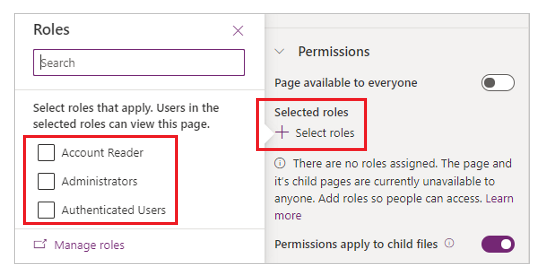 Roles
Search
Select roles that apply. Users in the
selected roles can view this page.
Account Reader
Administrators
Authenticated Users
Manage roles
Permissions
Page available to everyone
Selected roles
Select roles
There are no roles assigned. The page and
it's child pages are currently unavailable to
anyone. Add roles so people can access. Learn
more
Permissions apply to child files